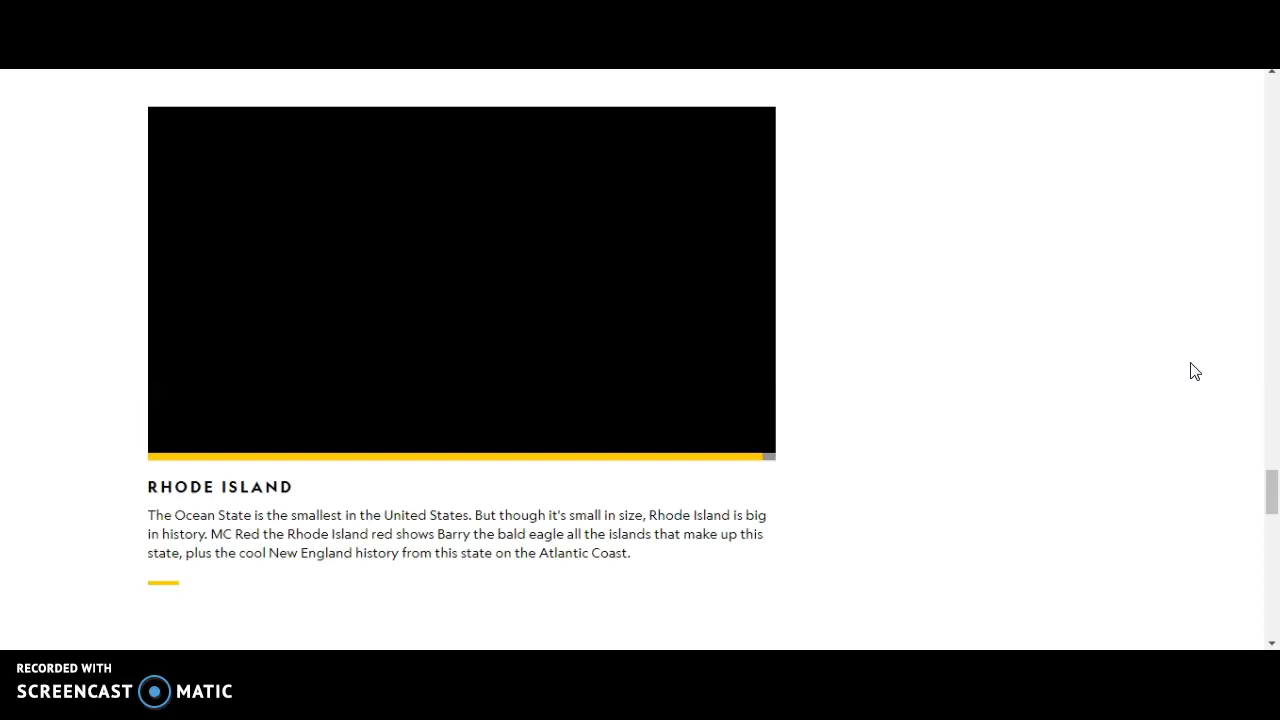 RHODE ISLAND
The Ocean State is the smallest in the United States. But though it's small in size, Rhode Island is big
in history. MC Red the Rhode Island red shows Barry the bald eagle all the islands that make up this
state, plus the cool New England history from this state on the Atlantic Coast.
RECORDED WITH
SCREENCAST MATIC